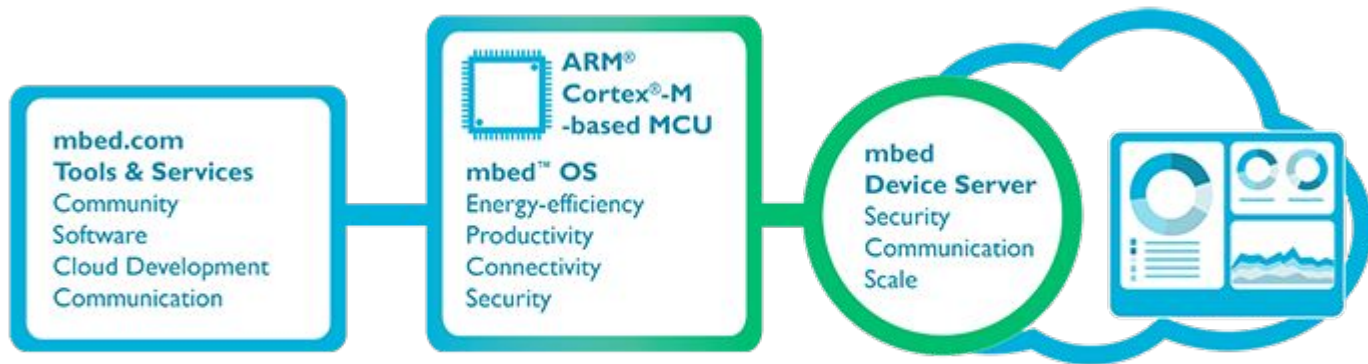 mbed.com
Tools & Services
Community
Software
Cloud Development
Communication
ARM®
Cortex®-M
-based MCU
mbed™ OS
Energy-efficiency
Productivity
Connectivity
Security
mbed
Device Server
Security
Communication
Scale